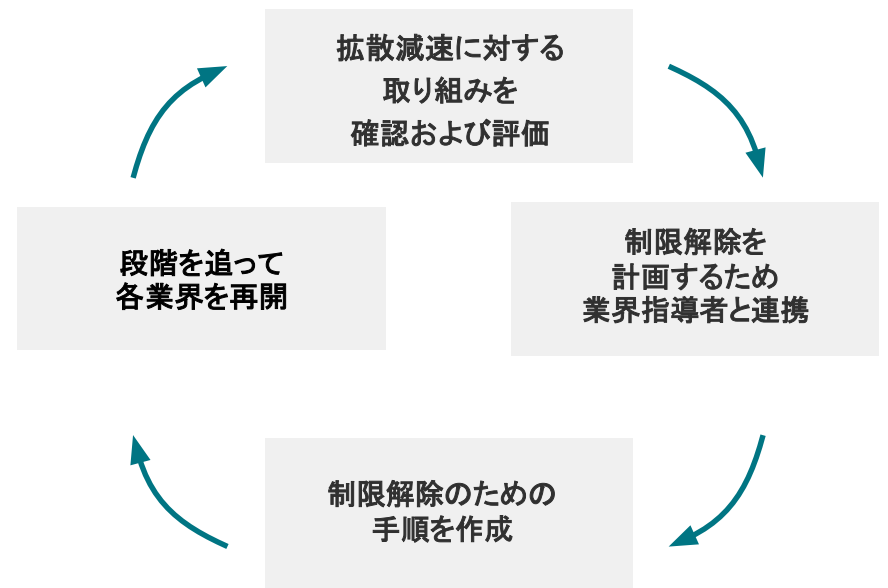 拡散減速に対する
取り組みを
確認および評価
制限解除を
計画するため
業界指導者と連携
制限解除のための
手順を作成
段階を追って
各業界を再開